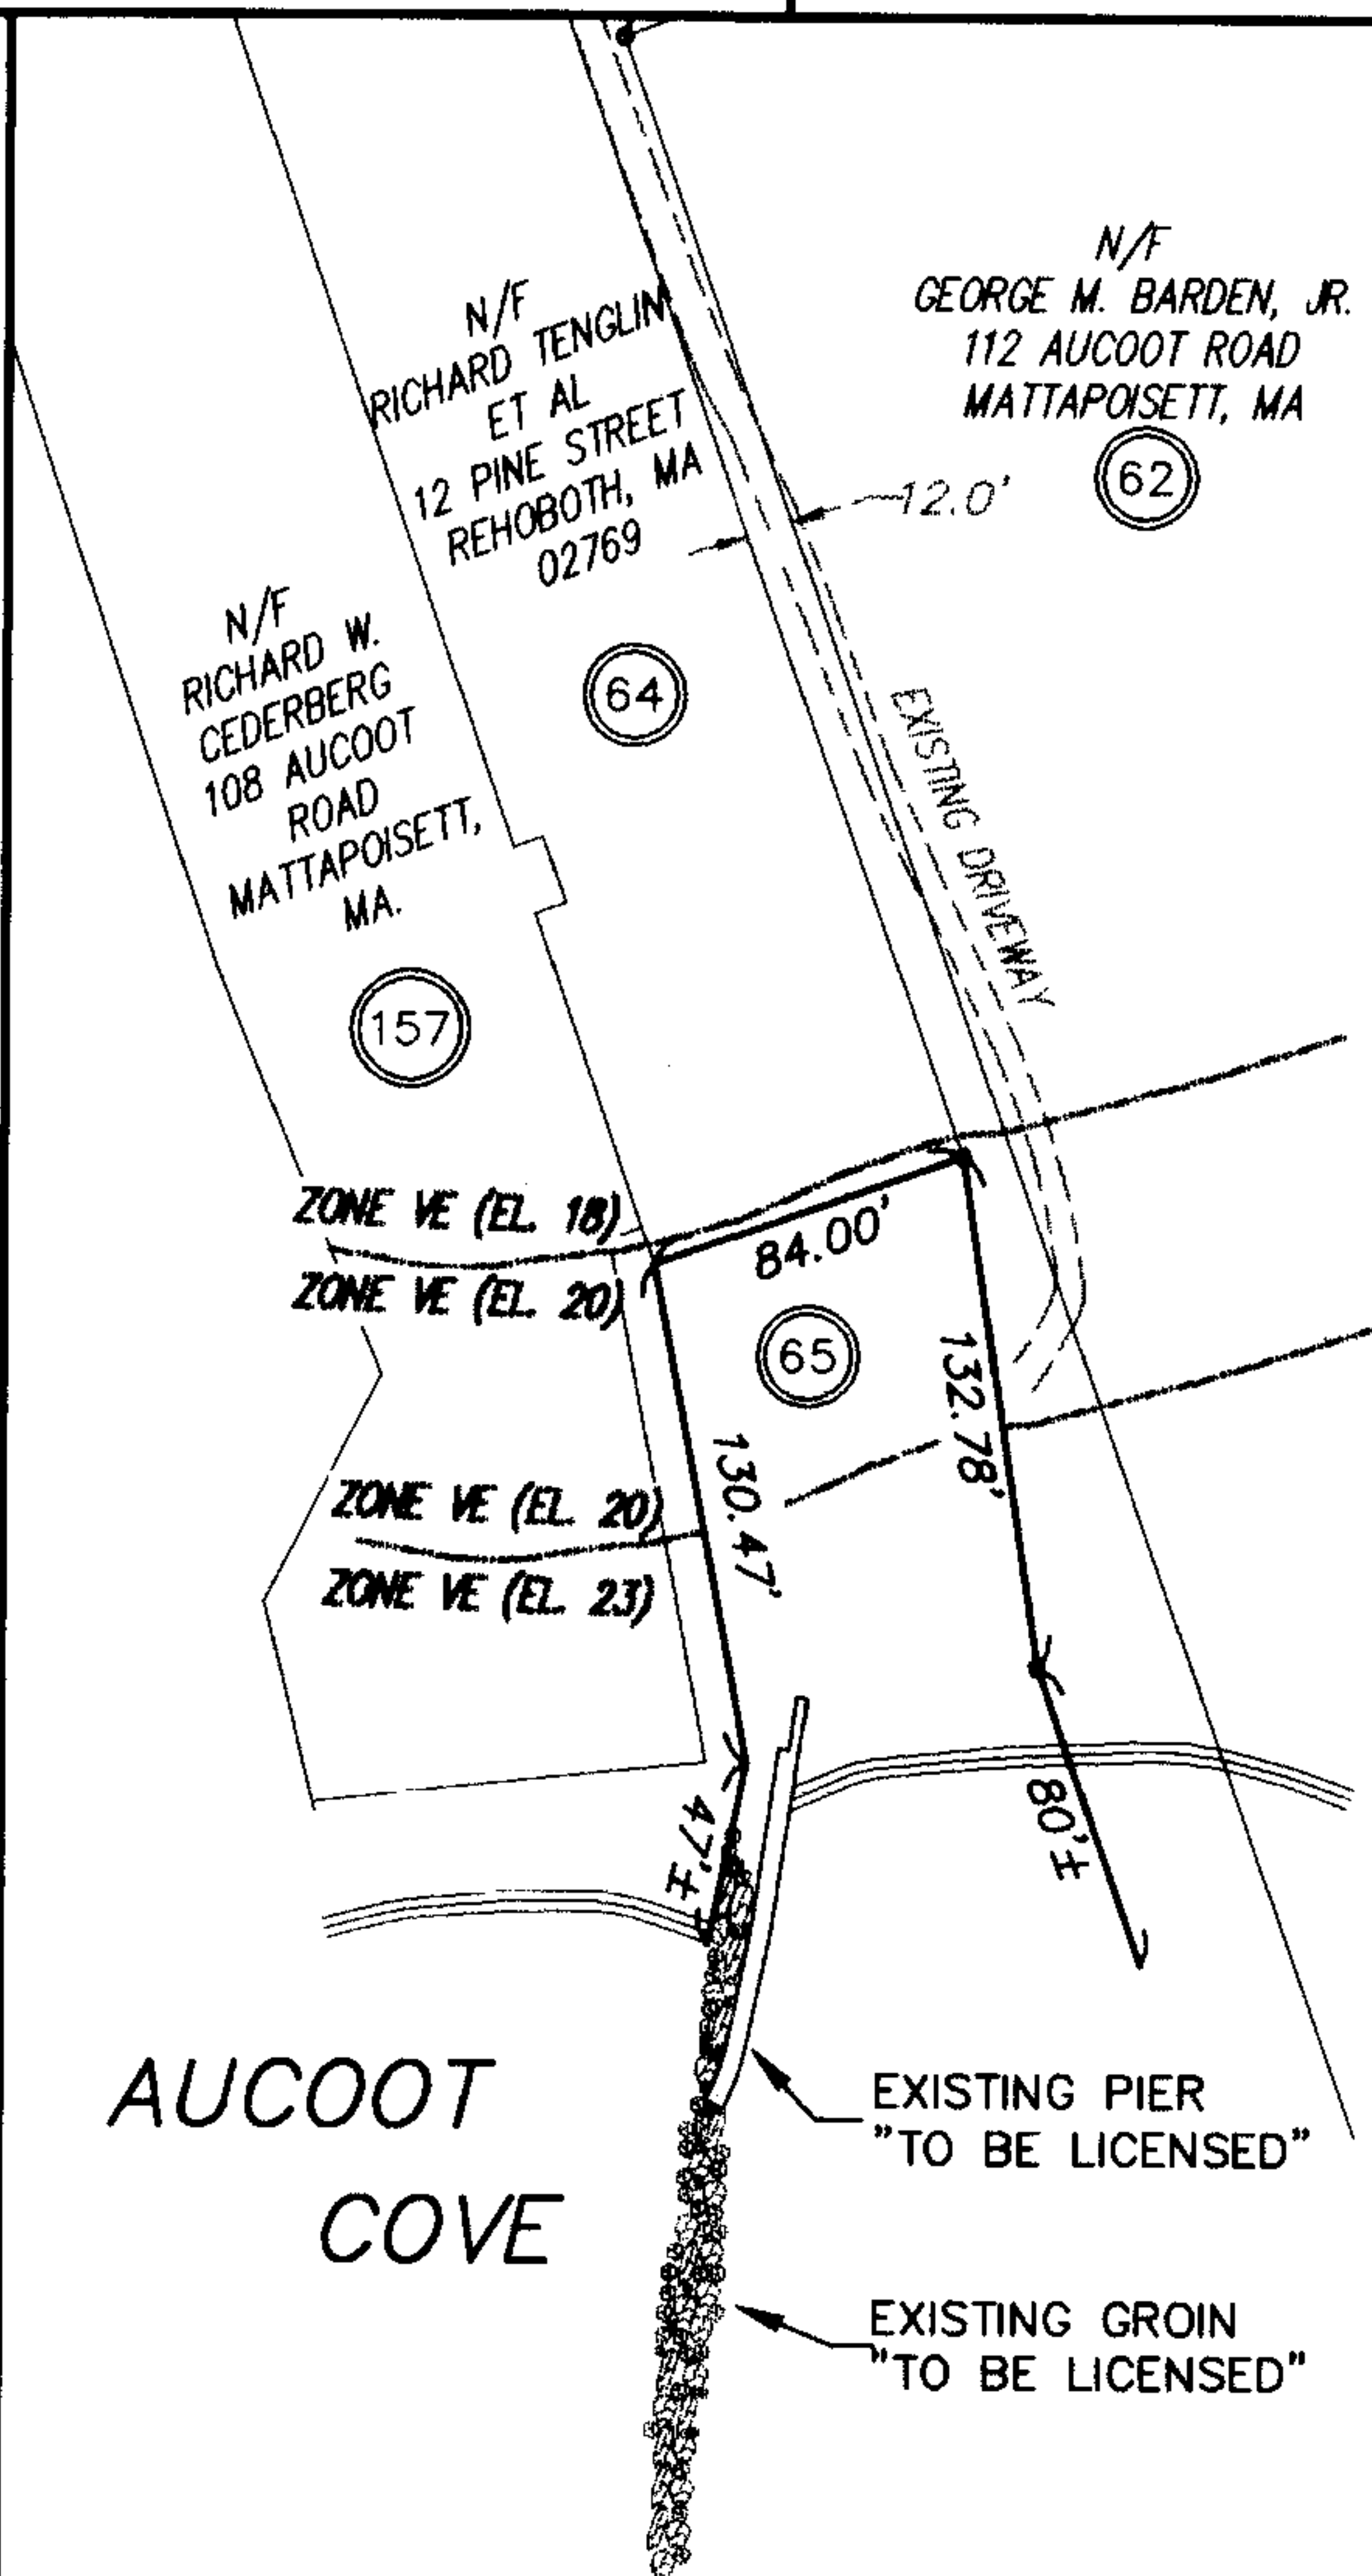 N/F
GEORGE M. BARDEN, JR.
112 AUCOOT ROAD
MATTAPOISETT, MA
62
N/F
RICHARD TENGLIN
ET AL
12 PINE STREET
REHOBOTH, MA
02769
12.0'
64
N/F
RICHARD W.
CEDERBERG
108 AUCOOT
ROAD
MATTAPOISETT,
MA.
157
EXISTING DRIVEWAY
ZONE VE (EL. 18)
ZONE VE (EL. 20)
84.00'
65
132.78'
130.47'
ZONE VE (EL. 20)
ZONE VE (EL. 23)
47'±
80'±
AUCOOT
COVE
EXISTING PIER
"TO BE LICENSED"
EXISTING GROIN
"TO BE LICENSED"